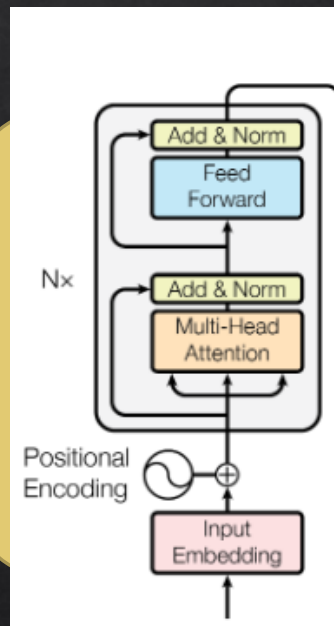 Add & Norm
Feed
Forward
Nx
Add & Norm
Multi-Head
Attention
Positional
Encoding
Input
Embedding